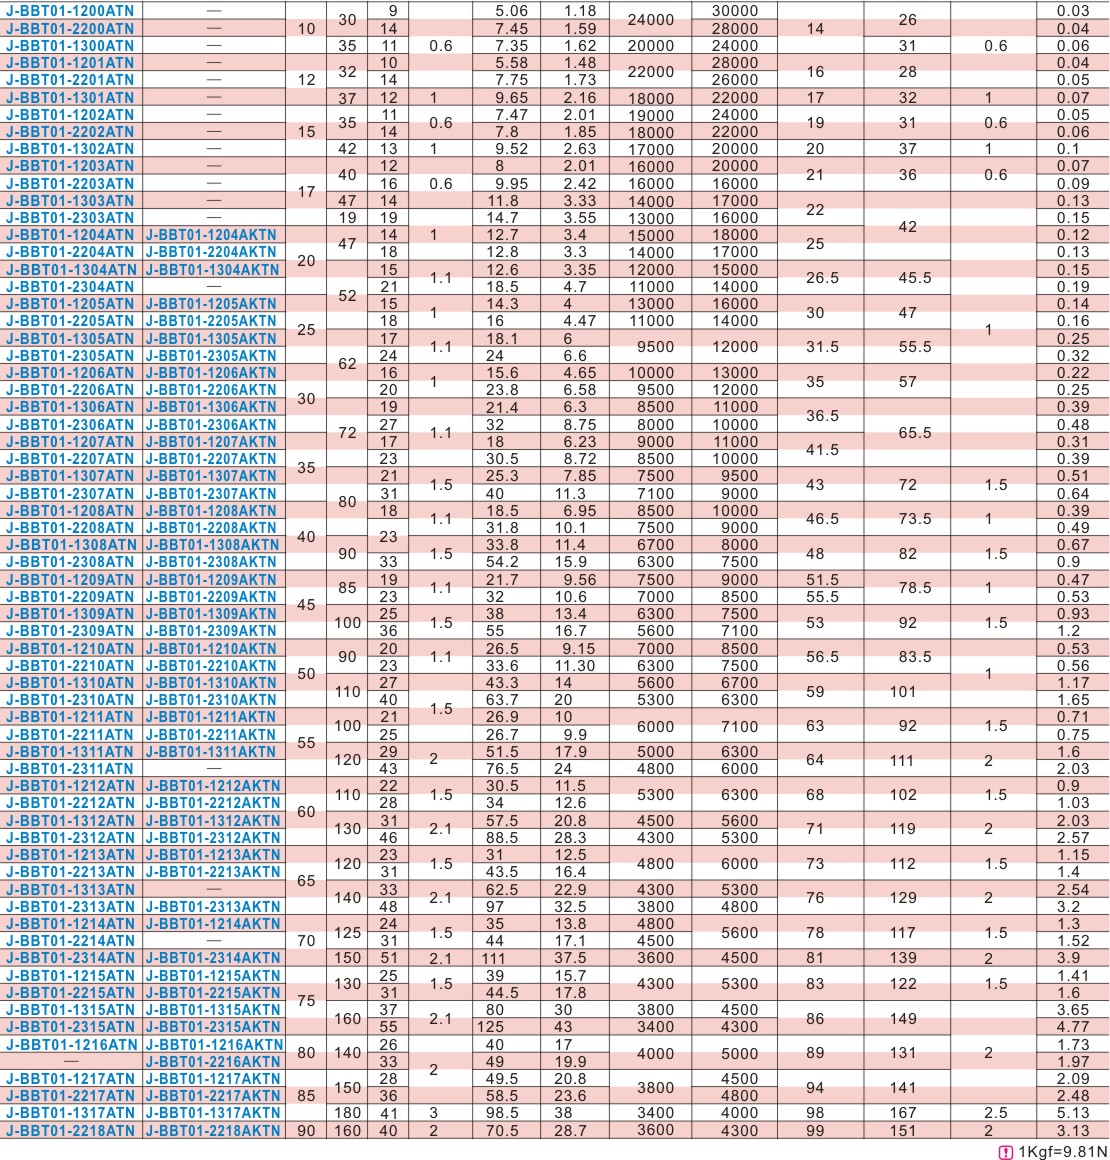 J-BBT01-1200ATN — 10 30 9 0.6 5.06 1.18 24000 30000 14 26 0.6 0.03
J-BBT01-2200ATN — 14 7.45 1.59 28000 0.04
J-BBT01-1300ATN — 35 11 7.35 1.62 20000 24000 31 0.06
J-BBT01-1201ATN — 12 32 10 5.58 1.48 22000 28000 16 28 0.04
J-BBT01-2201ATN — 14 7.75 1.73 26000 0.05
J-BBT01-1301ATN — 37 12 1 9.65 2.16 18000 22000 17 32 1 0.07
J-BBT01-1202ATN — 15 35 11 0.6 7.47 2.01 19000 24000 19 31 0.6 0.05
J-BBT01-2202ATN — 14 7.8 1.85 18000 22000 0.06
J-BBT01-1302ATN — 42 13 1 9.52 2.63 17000 20000 20 37 1 0.1
J-BBT01-1203ATN — 17 40 12 0.6 8 2.01 16000 20000 21 36 0.6 0.07
J-BBT01-2203ATN — 16 9.95 2.42 16000 16000 0.09
J-BBT01-1303ATN — 47 14 1 11.8 3.33 14000 17000 22 42 1 0.13
J-BBT01-2303ATN — 19 19 14.7 3.55 13000 16000 0.15
J-BBT01-1204ATN J-BBT01-1204AKTN 20 47 14 12.7 3.4 15000 18000 25 0.12
J-BBT01-2204ATN J-BBT01-2204AKTN 18 12.8 3.3 14000 17000 0.13
J-BBT01-1304ATN J-BBT01-1304AKTN 52 15 1.1 12.6 3.35 12000 15000 26.5 45.5 0.15
J-BBT01-2304ATN — 21 18.5 4.7 11000 14000 0.19
J-BBT01-1205ATN J-BBT01-1205AKTN 25 15 1 14.3 4 13000 16000 30 47 0.14
J-BBT01-2205ATN J-BBT01-2205AKTN 18 16 4.47 11000 14000 0.16
J-BBT01-1305ATN J-BBT01-1305AKTN 62 17 1.1 18.1 6 9500 12000 31.5 55.5 0.25
J-BBT01-2305ATN J-BBT01-2305AKTN 24 24 6.6 0.32
J-BBT01-1206ATN J-BBT01-1206AKTN 30 16 1 15.6 4.65 10000 13000 35 57 0.22
J-BBT01-2206ATN J-BBT01-2206AKTN 20 23.8 6.58 9500 12000 0.25
J-BBT01-1306ATN J-BBT01-1306AKTN 72 19 1.1 21.4 6.3 8500 11000 36.5 65.5 0.39
J-BBT01-2306ATN J-BBT01-2306AKTN 27 32 8.75 8000 10000 0.48
J-BBT01-1207ATN J-BBT01-1207AKTN 35 17 18 6.23 9000 11000 41.5 0.31
J-BBT01-2207ATN J-BBT01-2207AKTN 23 30.5 8.72 8500 10000 0.39
J-BBT01-1307ATN J-BBT01-1307AKTN 80 21 1.5 25.3 7.85 7500 9500 43 72 1.5 0.51
J-BBT01-2307ATN J-BBT01-2307AKTN 31 40 11.3 7100 9000 0.64
J-BBT01-1208ATN J-BBT01-1208AKTN 40 18 1.1 18.5 6.95 8500 10000 46.5 73.5 1 0.39
J-BBT01-2208ATN J-BBT01-2208AKTN 23 31.8 10.1 7500 9000 0.49
J-BBT01-1308ATN J-BBT01-1308AKTN 90 1.5 33.8 11.4 6700 8000 48 82 1.5 0.67
J-BBT01-2308ATN J-BBT01-2308AKTN 33 54.2 15.9 6300 7500 0.9
J-BBT01-1209ATN J-BBT01-1209AKTN 45 85 19 1.1 21.7 9.56 7500 9000 51.5 78.5 1 0.47
J-BBT01-2209ATN J-BBT01-2209AKTN 23 32 10.6 7000 8500 55.5 0.53
J-BBT01-1309ATN J-BBT01-1309AKTN 100 25 1.5 38 13.4 6300 7500 53 92 1.5 0.93
J-BBT01-2309ATN J-BBT01-2309AKTN 36 55 16.7 5600 7100 1.2
J-BBT01-1210ATN J-BBT01-1210AKTN 50 90 20 1.1 26.5 9.15 7000 8500 56.5 83.5 1 0.53
J-BBT01-2210ATN J-BBT01-2210AKTN 23 33.6 11.30 6300 7500 0.56
J-BBT01-1310ATN J-BBT01-1310AKTN 110 27 1.5 43.3 14 5600 6700 59 101 1.17
J-BBT01-2310ATN J-BBT01-2310AKTN 40 63.7 20 5300 6300 1.65
J-BBT01-1211ATN J-BBT01-1211AKTN 55 100 21 26.9 10 6000 7100 63 92 1.5 0.71
J-BBT01-2211ATN J-BBT01-2211AKTN 25 26.7 9.9 0.75
J-BBT01-1311ATN J-BBT01-1311AKTN 120 29 2 51.5 17.9 5000 6300 64 111 2 1.6
J-BBT01-2311ATN — 43 76.5 24 4800 6000 2.03
J-BBT01-1212ATN J-BBT01-1212AKTN 60 110 22 1.5 30.5 11.5 5300 6300 68 102 1.5 0.9
J-BBT01-2212ATN J-BBT01-2212AKTN 28 34 12.6 1.03
J-BBT01-1312ATN J-BBT01-1312AKTN 130 31 2.1 57.5 20.8 4500 5600 71 119 2 2.03
J-BBT01-2312ATN J-BBT01-2312AKTN 46 88.5 28.3 4300 5300 2.57
J-BBT01-1213ATN J-BBT01-1213AKTN 65 120 23 1.5 31 12.5 4800 6000 73 112 1.5 1.15
J-BBT01-2213ATN J-BBT01-2213AKTN 31 43.5 16.4 1.4
J-BBT01-1313ATN — 140 33 2.1 62.5 22.9 4300 5300 76 129 2 2.54
J-BBT01-2313ATN J-BBT01-2313AKTN 48 97 32.5 3800 4800 3.2
J-BBT01-1214ATN J-BBT01-1214AKTN 70 125 24 1.5 35 13.8 4800 5600 78 117 1.5 1.3
J-BBT01-2214ATN — 31 44 17.1 4500 1.52
J-BBT01-2314ATN J-BBT01-2314AKTN 150 51 2.1 111 37.5 3600 4500 81 139 2 3.9
J-BBT01-1215ATN J-BBT01-1215AKTN 75 130 25 1.5 39 15.7 4300 5300 83 122 1.5 1.41
J-BBT01-2215ATN J-BBT01-2215AKTN 31 44.5 17.8 1.6
J-BBT01-1315ATN J-BBT01-1315AKTN 160 37 2.1 80 30 3800 4500 86 149 2 3.65
J-BBT01-2315ATN J-BBT01-2315AKTN 55 125 43 3400 4300 4.77
J-BBT01-1216ATN J-BBT01-1216AKTN 80 140 26 2 40 17 4000 5000 89 131 1.73
— J-BBT01-2216AKTN 33 49 19.9 1.97
J-BBT01-1217ATN J-BBT01-1217AKTN 85 150 28 49.5 20.8 3800 4500 94 141 2.09
J-BBT01-2217ATN J-BBT01-2217AKTN 36 58.5 23.6 4800 2.48
J-BBT01-1317ATN J-BBT01-1317AKTN 180 41 3 98.5 38 3400 4000 98 167 2.5 5.13
J-BBT01-2218ATN J-BBT01-2218AKTN 90 160 40 2 70.5 28.7 3600 4300 99 151 2 3.13
! 1Kgf=9.81N